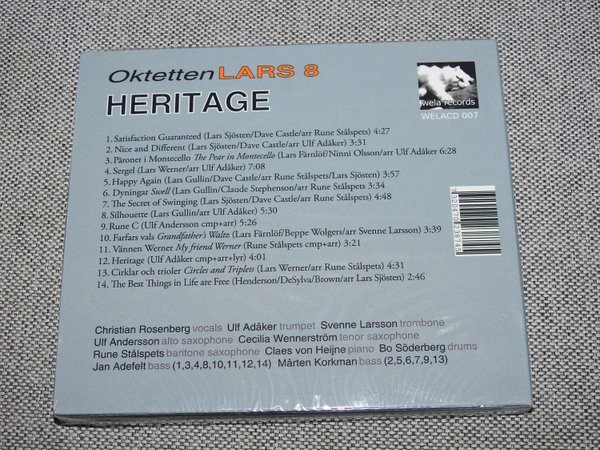 Oktetten LARS 8
HERITAGE
wela records
WELACD 007
1. Satisfaction Guaranteed (Lars Sjösten/Dave Castle/arr Rune Stålspets) 4:27
2. Nice and Different (Lars Sjösten/Dave Castle/arr Ulf Adåker) 3:31
3. Päronet i Montecello The Pear in Montecello (Lars Färnlöf/Ninni Olsson/arr Ulf Adåker) 6:28
4. Sergel (Lars Werner/arr Ulf Adåker) 7:08
5. Happy Again (Lars Gullin/Dave Castle/arr Rune Stålspets/Lars Sjösten) 3:57
6. Dyningar Swell (Lars Gullin/Claude Stephenson/arr Rune Stålspets 3:34
7. The Secret of Swinging (Lars Sjösten/Dave Castle/arr Rune Stålspets) 4:48
8. Silhouette (Lars Gullin/arr Ulf Adåker) 5:30
9. Rune C (Ulf Andersson cmp+arr) 5:26
10. Farfars vals Grandfather's Waltz (Lars Färnlöf/Beppe Wolgers/arr Svenne Larsson) 3:39
11. Vännen Werner My friend Werner (Rune Stålspets cmp+arr) 3:21
12. Heritage (Ulf Adåker cmp+arr+lyr) 4:01
13. Cirklar och trioler Circles and Triplets (Lars Werner/arr Rune Stålspets) 4:31
14. The Best Things in Life are Free (Henderson/DeSylva/Brown/arr Lars Sjösten) 2:46
Christian Rosenberg vocals Ulf Adåker trumpet Svenne Larsson trombone
Ulf Andersson alto saxophone Cecilia Wennerström tenor saxophone
Rune Stålspets baritone saxophone Claes von Heijne piano Bo Söderberg drums
Jan Adefelt bass (1,3,4,8,10,11,12,14) Mårten Korkman bass (2,5,6,7,9,13)